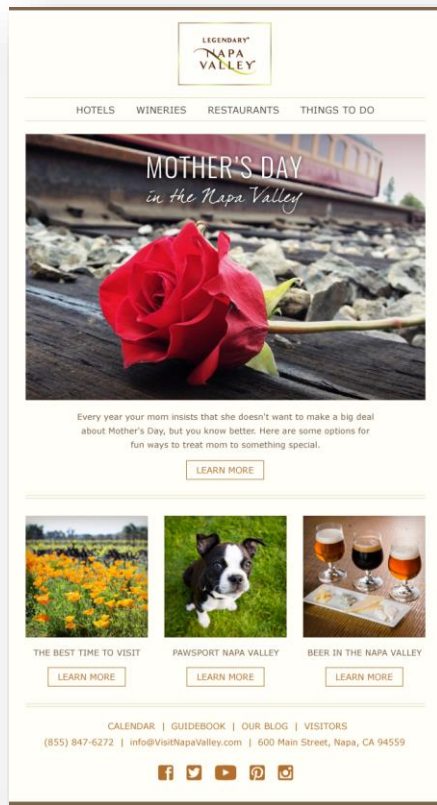 LEGENDARY
NAPA
VALLEY
HOTELS WINERIES RESTAURANTS THINGS TO DO
MOTHER'S DAY
in the Napa Valley
Every year your mom insists that she doesn't want to make a big deal
about Mother's Day, but you know better. Here are some options for
fun ways to treat mom to something special.
LEARN MORE
THE BEST TIME TO VISIT
LEARN MORE
PAWSPORT NAPA VALLEY
LEARN MORE
BEER IN THE NAPA VALLEY
LEARN MORE
CALENDAR | GUIDEBOOK | OUR BLOG | VISITORS
(855) 847-6272 | info@VisitNapaValley.com | 600 Main Street, Napa, CA 94559